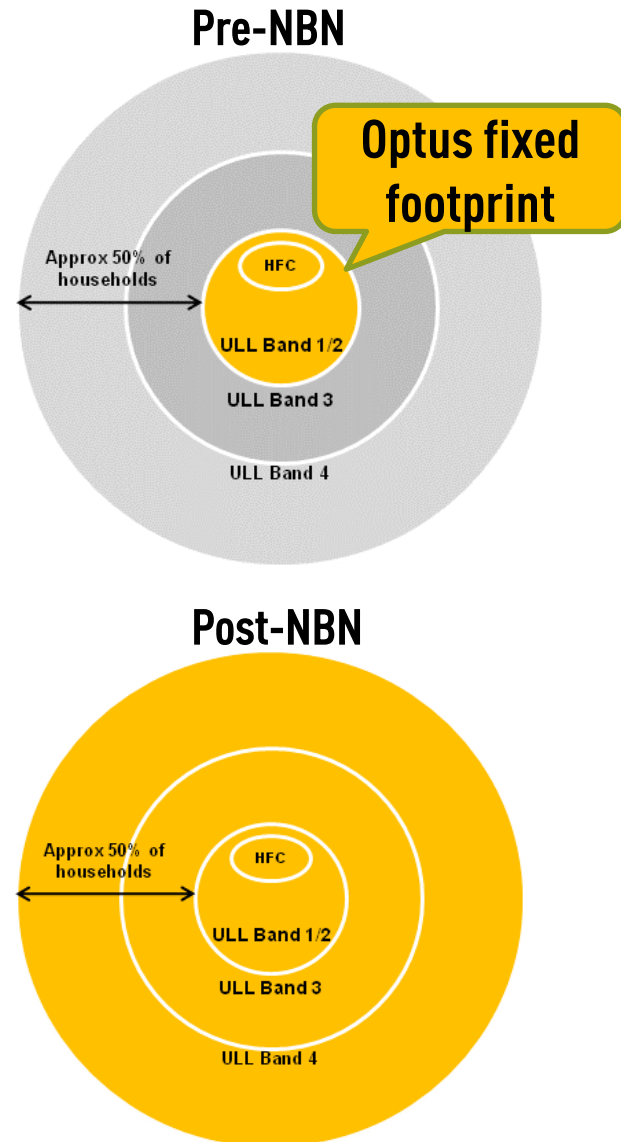 Pre-NBN
Optus fixed
footprint
Approx 50% of
households
HFC
ULL Band 1/2
ULL Band 3
ULL Band 4
Post-NBN
Approx 50% of
households
HFC
ULL Band 1/2
ULL Band 3
ULL Band 4